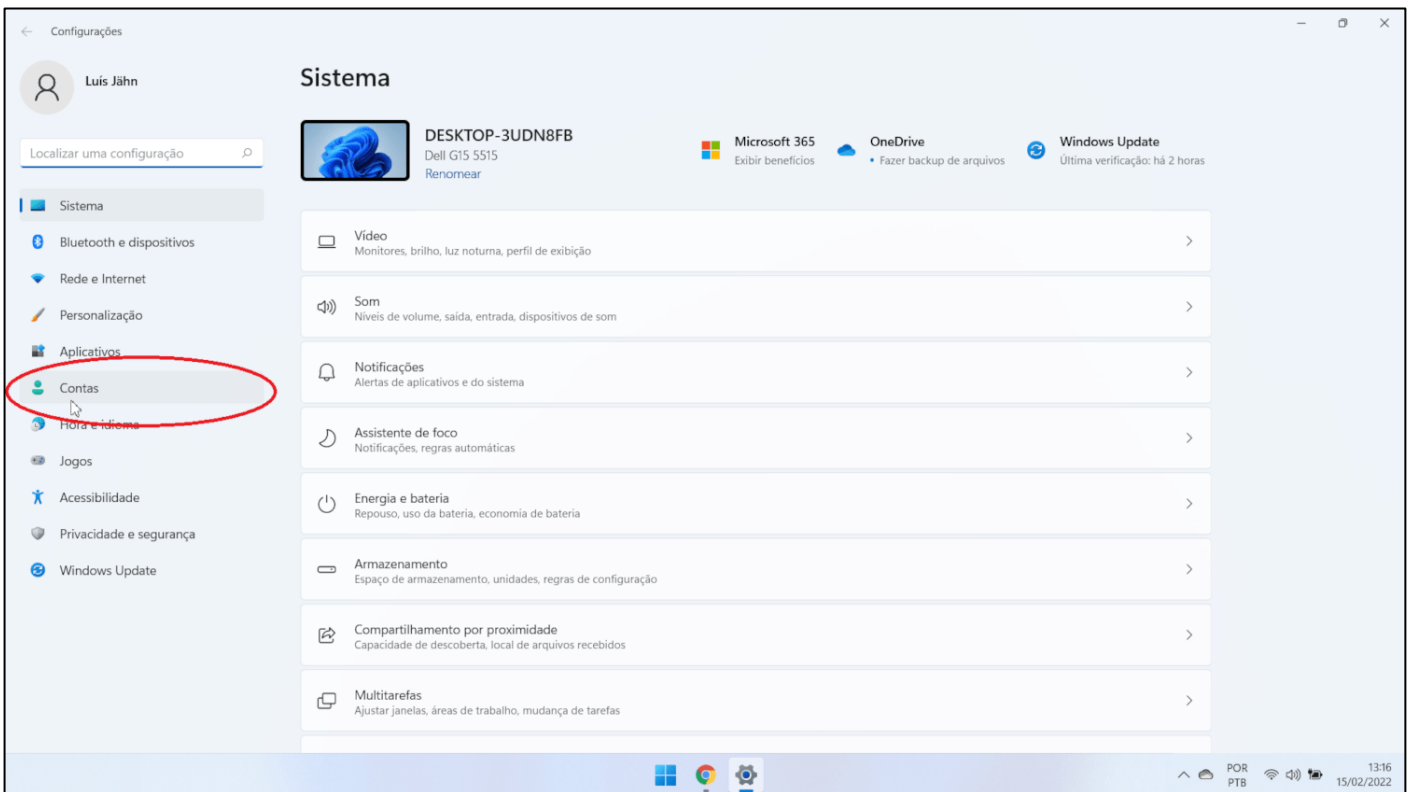 Configurações
Luís Jähn
Localizar uma configuração
Sistema
Bluetooth e dispositivos
Rede e Internet
Personalização
Aplicativos
Contas
Hora e idioma
Jogos
Acessibilidade
Privacidade e segurança
Windows Update
Sistema
DESKTOP-3UDN8FB
Dell G15 5515
Renomear
Microsoft 365
Exibir benefícios
OneDrive
• Fazer backup de arquivos
Windows Update
Última verificação: há 2 horas
Vídeo
Monitores, brilho, luz noturna, perfil de exibição
Som
Níveis de volume, saída, entrada, dispositivos de som
Notificações
Alertas de aplicativos e do sistema
Assistente de foco
Notificações, regras automáticas
Energia e bateria
Repouso, uso da bateria, economia de bateria
Armazenamento
Espaço de armazenamento, unidades, regras de configuração
Compartilhamento por proximidade
Capacidade de descoberta, local de arquivos recebidos
Multitarefas
Ajustar janelas, áreas de trabalho, mudança de tarefas
POR
PTB
13:16
15/02/2022